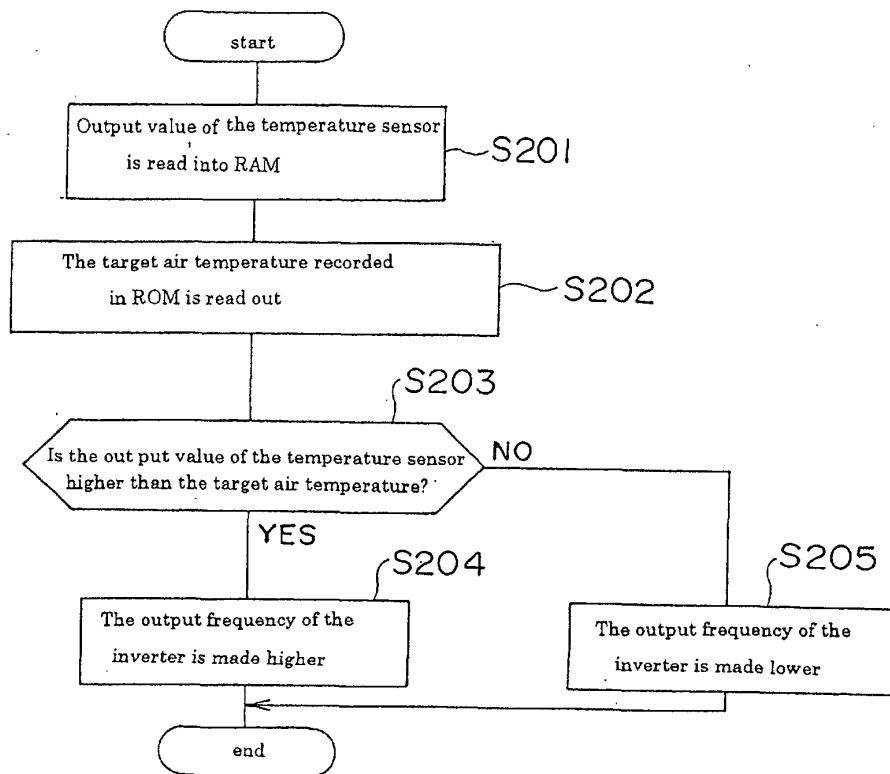 start
Output value of the temperature sensor
is read into RAM
S201
The target air temperature recorded
in ROM is read out
S202
S203
Is the out put value of the temperature sensor
higher than the target air temperature?
NO
YES
S204
The output frequency of the
inverter is made higher
S205
The output frequency of the
inverter is made lower
end